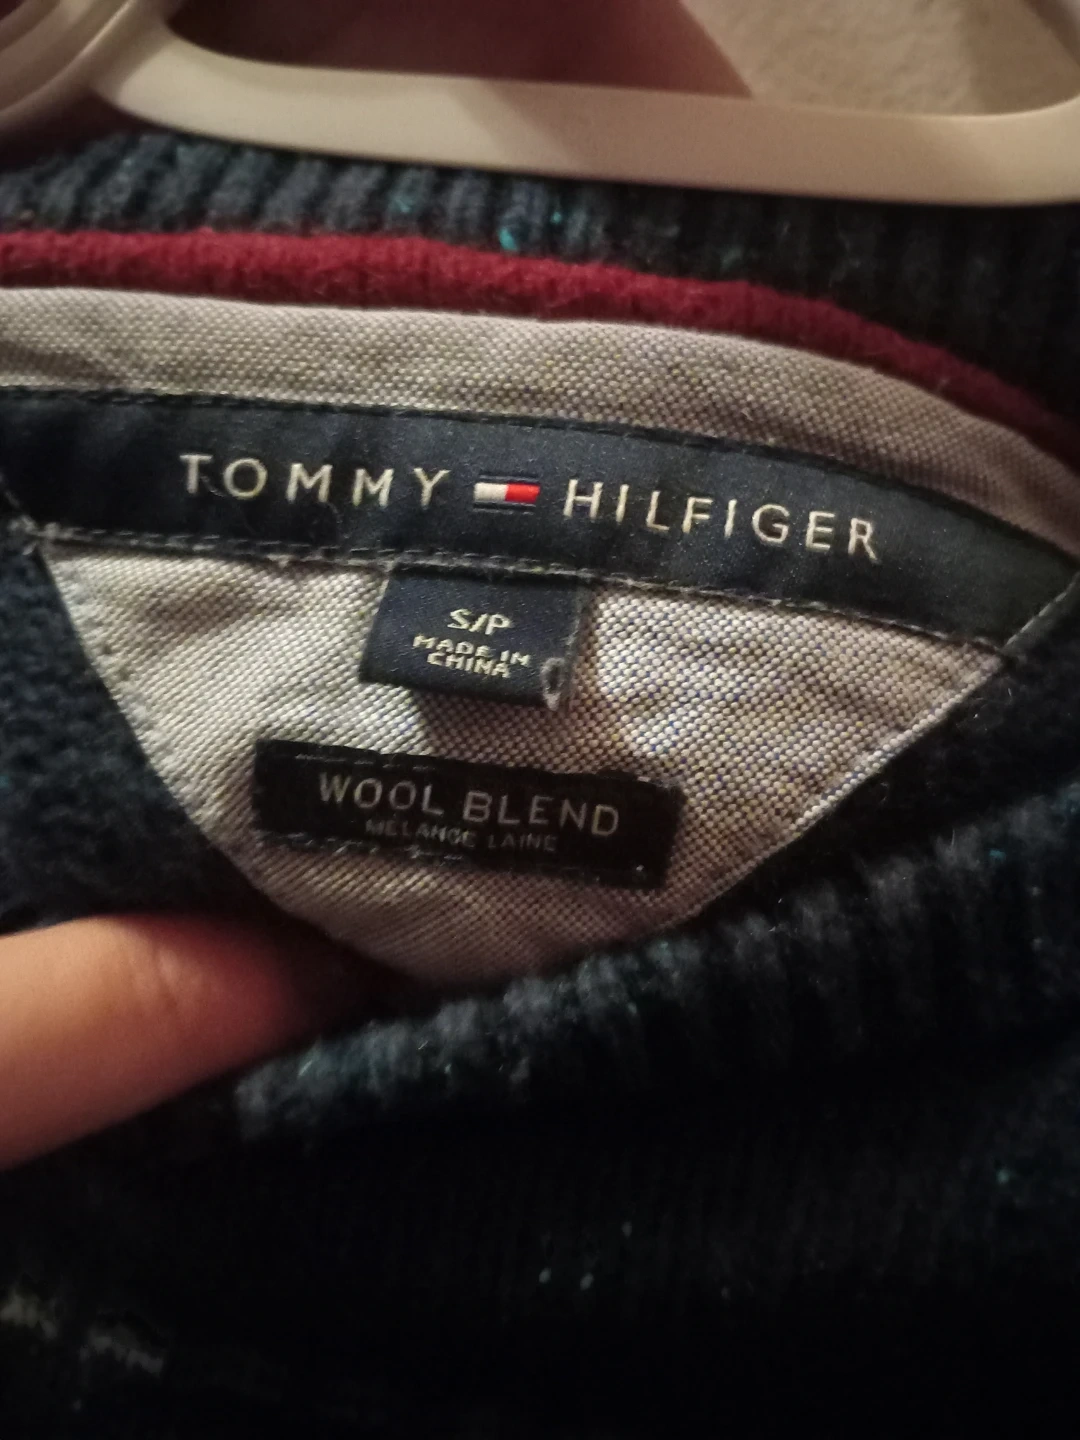 TOMMY HILFIGER
S/P
MADE IN
CHINA
WOOL BLEND
MÉLANGE LAINE